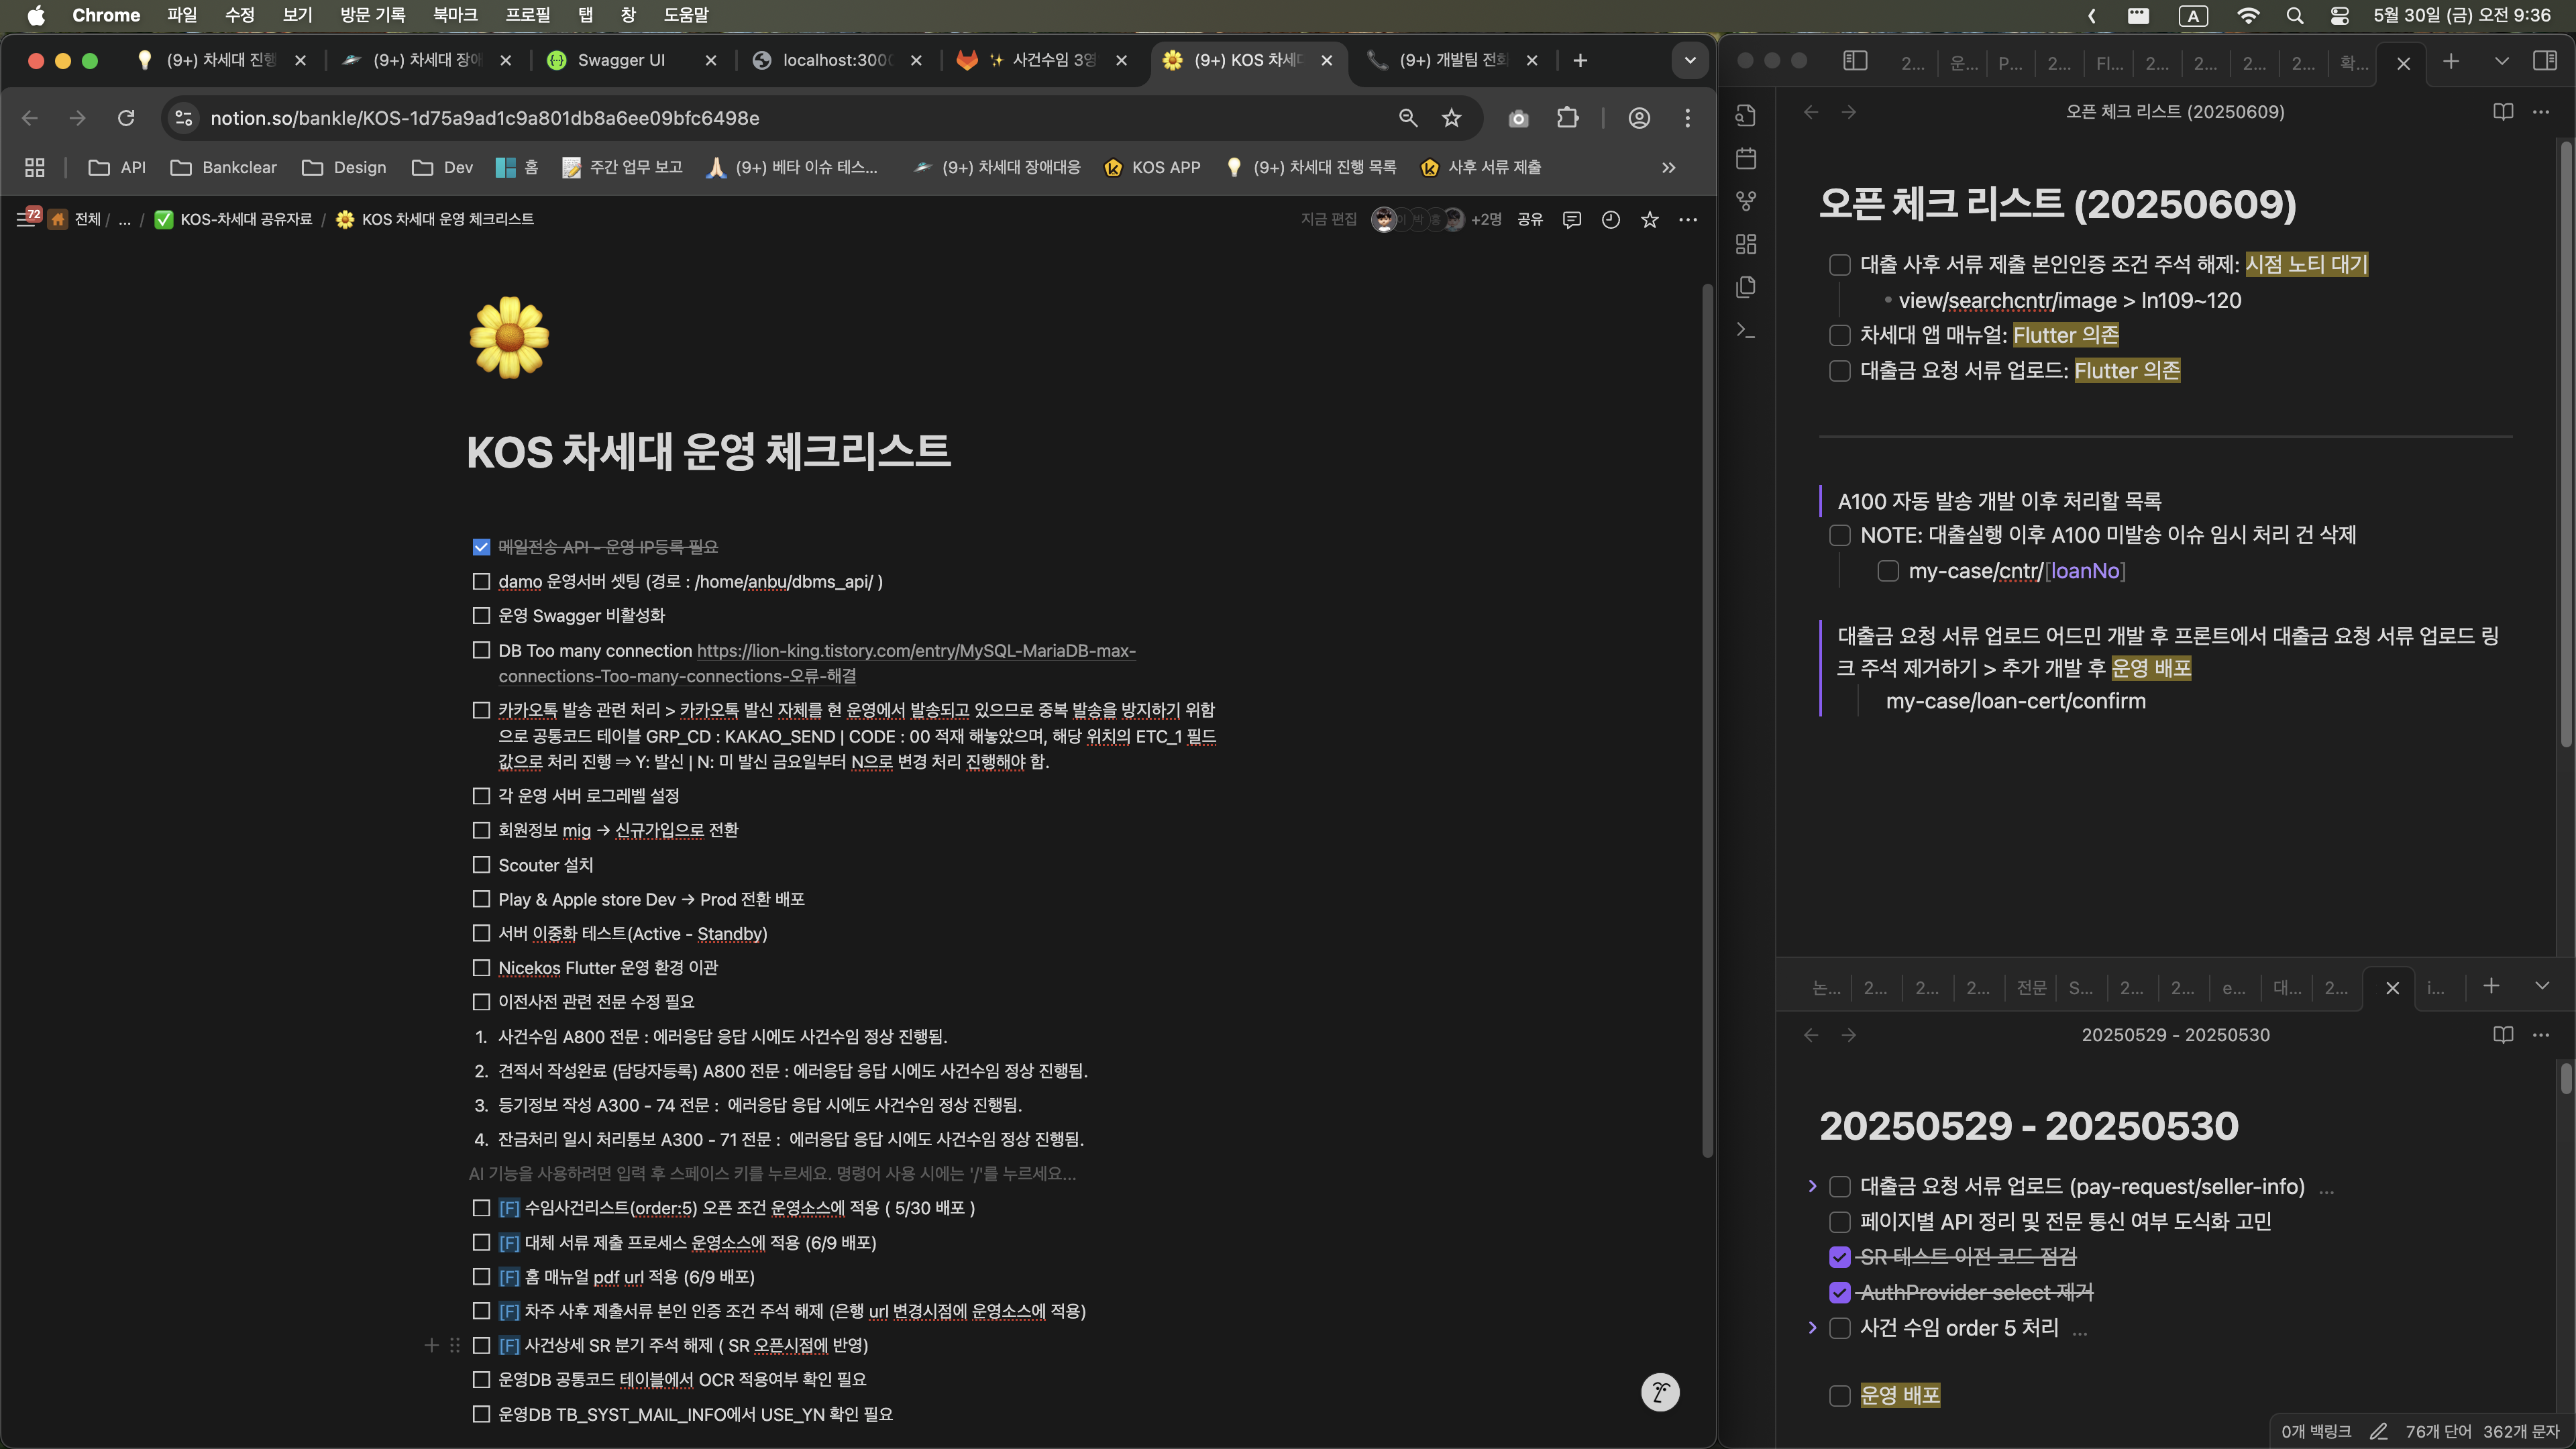 Chrome 파일 수정 보기 방문 기록 북마크 프로필 탭 창 도움말
A 5월 30일 (금) 오전 9:36
(9+) 차세대 진행
(9+) 차세대 장애
Swagger UI
localhost:3000
사건수임 3영
(9+) KOS 차세대
(9+) 개발팀 전화
notion.so/bankle/KOS-1d75a9ad1c9a801db8a6ee09bfc6498e
API Bankclear Design Dev 홈 주간 업무 보고 (9+) 베타 이슈 테스... (9+) 차세대 장애대응 KOS APP (9+) 차세대 진행 목록 사후 서류 제출
72 전체 / ... / KOS-차세대 공유자료 / KOS 차세대 운영 체크리스트
지금 편집 이 박 홍 +2명 공유
KOS 차세대 운영 체크리스트
메일전송 API - 운영 IP등록 필요
damo 운영서버 셋팅 (경로 : /home/anbu/dbms_api/ )
운영 Swagger 비활성화
DB Too many connection https://lion-king.tistory.com/entry/MySQL-MariaDB-max-
connections-Too-many-connections-오류-해결
카카오톡 발송 관련 처리 > 카카오톡 발신 자체를 현 운영에서 발송되고 있으므로 중복 발송을 방지하기 위함
으로 공통코드 테이블 GRP_CD : KAKAO_SEND | CODE : 00 적재 해놓았으며, 해당 위치의 ETC_1 필드
값으로 처리 진행 ⇒ Y: 발신 | N: 미 발신 금요일부터 N으로 변경 처리 진행해야 함.
각 운영 서버 로그레벨 설정
회원정보 mig → 신규가입으로 전환
Scouter 설치
Play & Apple store Dev → Prod 전환 배포
서버 이중화 테스트(Active - Standby)
Nicekos Flutter 운영 환경 이관
이전사전 관련 전문 수정 필요
1. 사건수임 A800 전문 : 에러응답 응답 시에도 사건수임 정상 진행됨.
2. 견적서 작성완료 (담당자등록) A800 전문 : 에러응답 응답 시에도 사건수임 정상 진행됨.
3. 등기정보 작성 A300 - 74 전문 : 에러응답 응답 시에도 사건수임 정상 진행됨.
4. 잔금처리 일시 처리통보 A300 - 71 전문 : 에러응답 응답 시에도 사건수임 정상 진행됨.
AI 기능을 사용하려면 입력 후 스페이스 키를 누르세요. 명령어 사용 시에는 '/'를 누르세요...
[F] 수임사건리스트(order:5) 오픈 조건 운영소스에 적용 ( 5/30 배포 )
[F] 대체 서류 제출 프로세스 운영소스에 적용 (6/9 배포)
[F] 홈 매뉴얼 pdf url 적용 (6/9 배포)
[F] 차주 사후 제출서류 본인 인증 조건 주석 해제 (은행 url 변경시점에 운영소스에 적용)
[F] 사건상세 SR 분기 주석 해제 ( SR 오픈시점에 반영)
운영DB 공통코드 테이블에서 OCR 적용여부 확인 필요
운영DB TB_SYST_MAIL_INFO에서 USE_YN 확인 필요
2... 운... P... 2... Fl... 2... 2... 2... 2... 확...
오픈 체크 리스트 (20250609)
오픈 체크 리스트 (20250609)
대출 사후 서류 제출 본인인증 조건 주석 해제: 시점 노티 대기
• view/searchcntr/image > ln109~120
차세대 앱 매뉴얼: Flutter 의존
대출금 요청 서류 업로드: Flutter 의존
A100 자동 발송 개발 이후 처리할 목록
NOTE: 대출실행 이후 A100 미발송 이슈 임시 처리 건 삭제
my-case/cntr/[loanNo]
대출금 요청 서류 업로드 어드민 개발 후 프론트에서 대출금 요청 서류 업로드 링
크 주석 제거하기 > 추가 개발 후 운영 배포
my-case/loan-cert/confirm
논... 2... 2... 2... 전문 S... 2... 2... e... 대... 2... i...
20250529 - 20250530
20250529 - 20250530
대출금 요청 서류 업로드 (pay-request/seller-info) ...
페이지별 API 정리 및 전문 통신 여부 도식화 고민
SR 테스트 이전 코드 점검
AuthProvider select 제거
사건 수임 order 5 처리 ...
운영 배포
0개 백링크 76개 단어 362개 문자